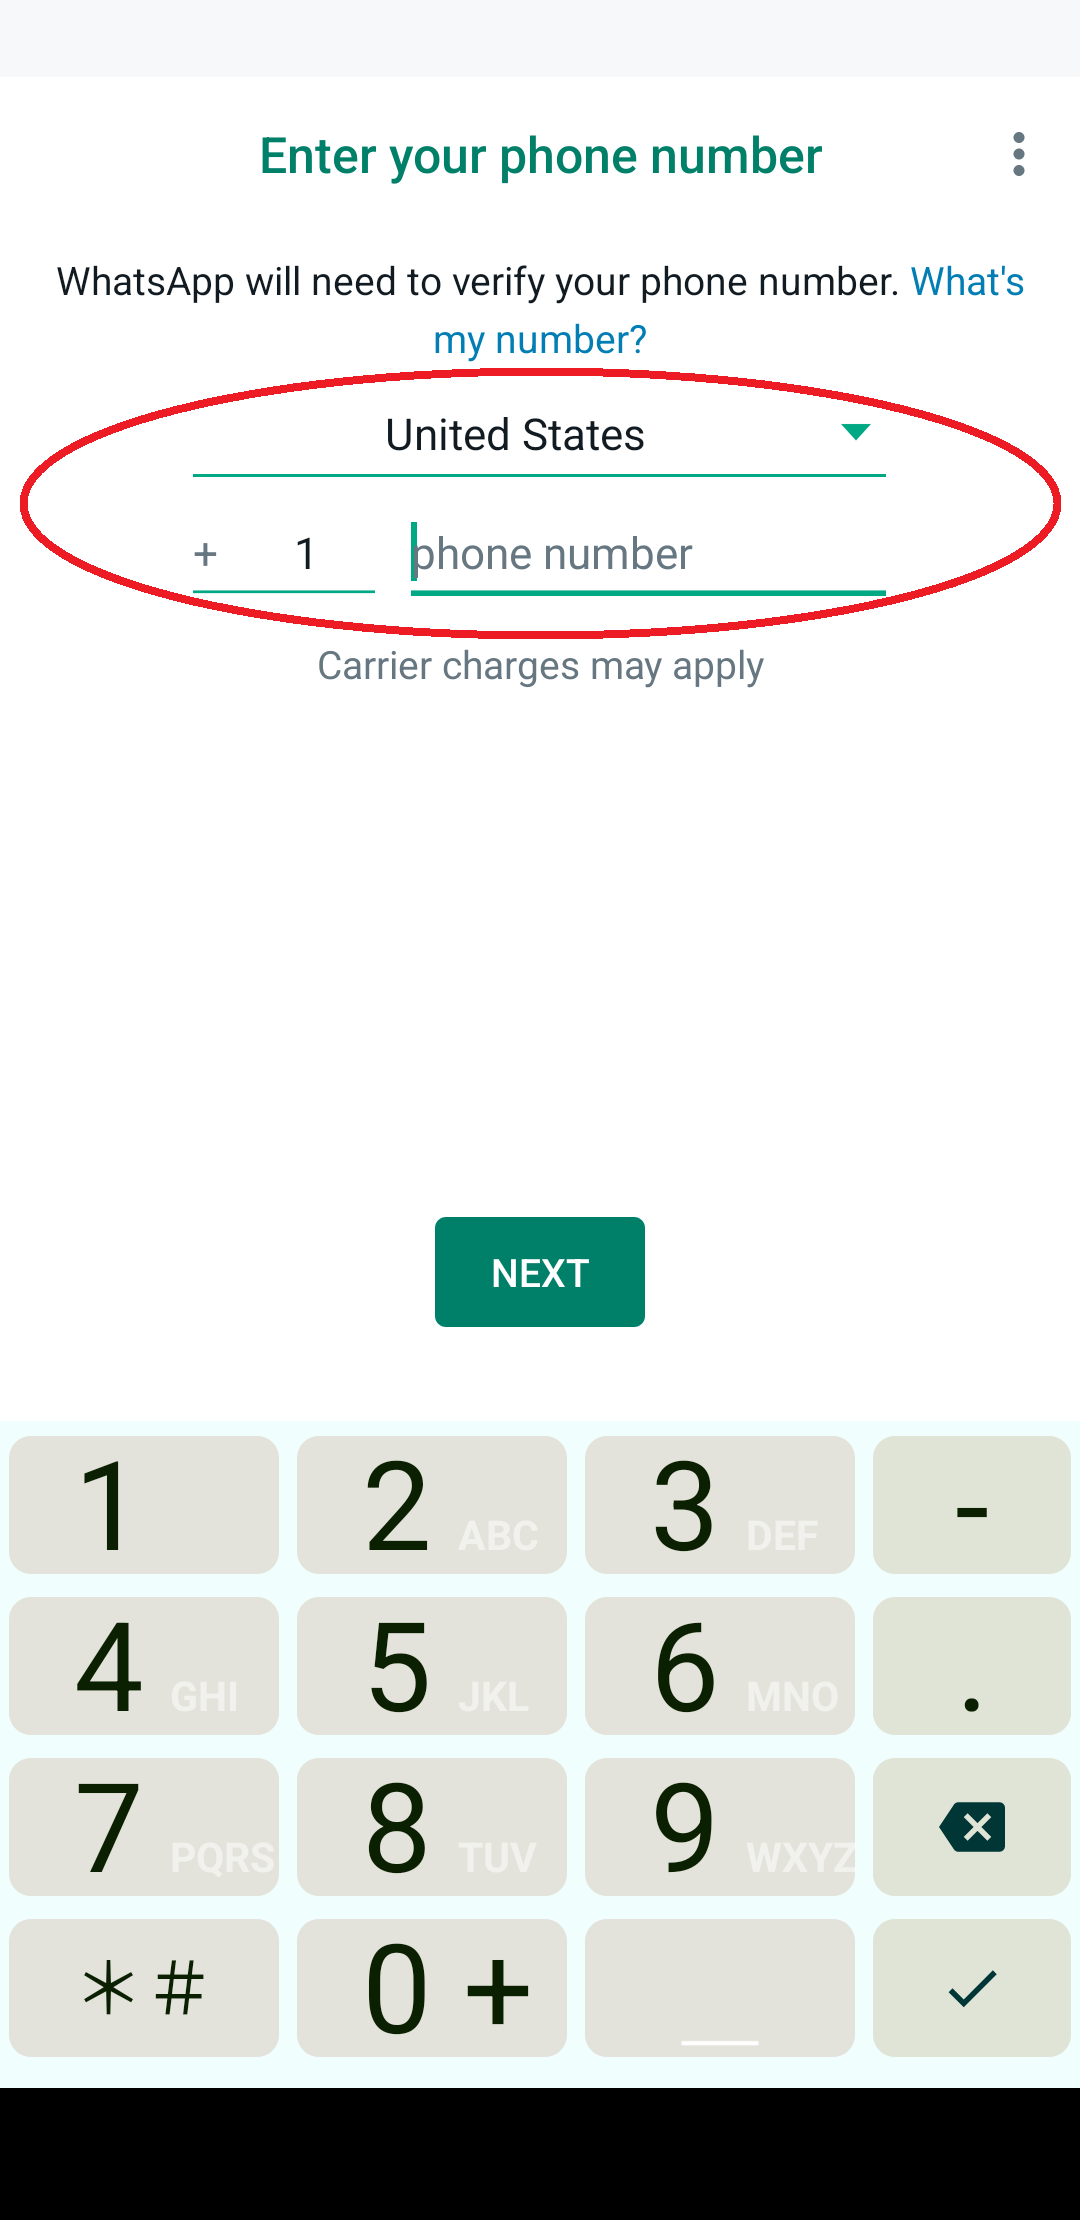 Enter your phone number
WhatsApp will need to verify your phone number. What's
my number?
United States
+ 1 phone number
Carrier charges may apply
NEXT
1 2 ABC 3 DEF -
4 GHI 5 JKL 6 MNO .
7 PQRS 8 TUV 9 WXYZ
* # 0 +